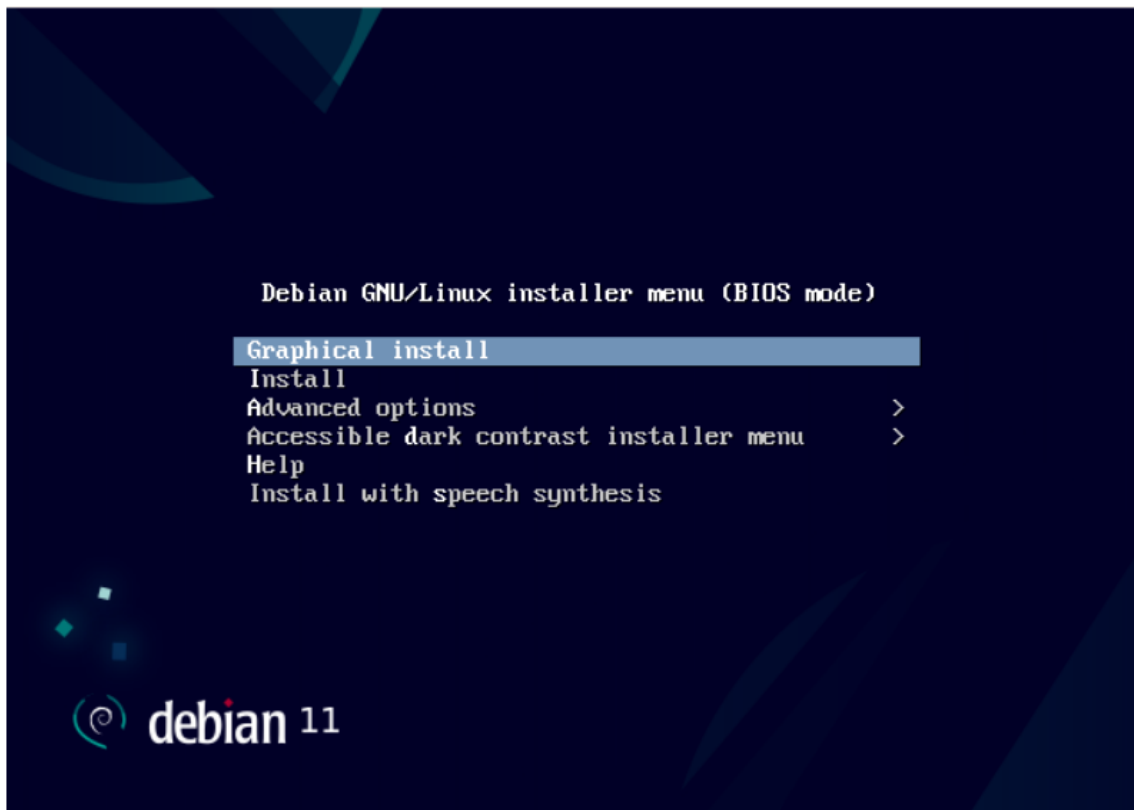 Debian GNU/Linux installer menu (BIOS mode)
Graphical install
Install
Advanced options >
Accessible dark contrast installer menu >
Help
Install with speech synthesis
debian 11